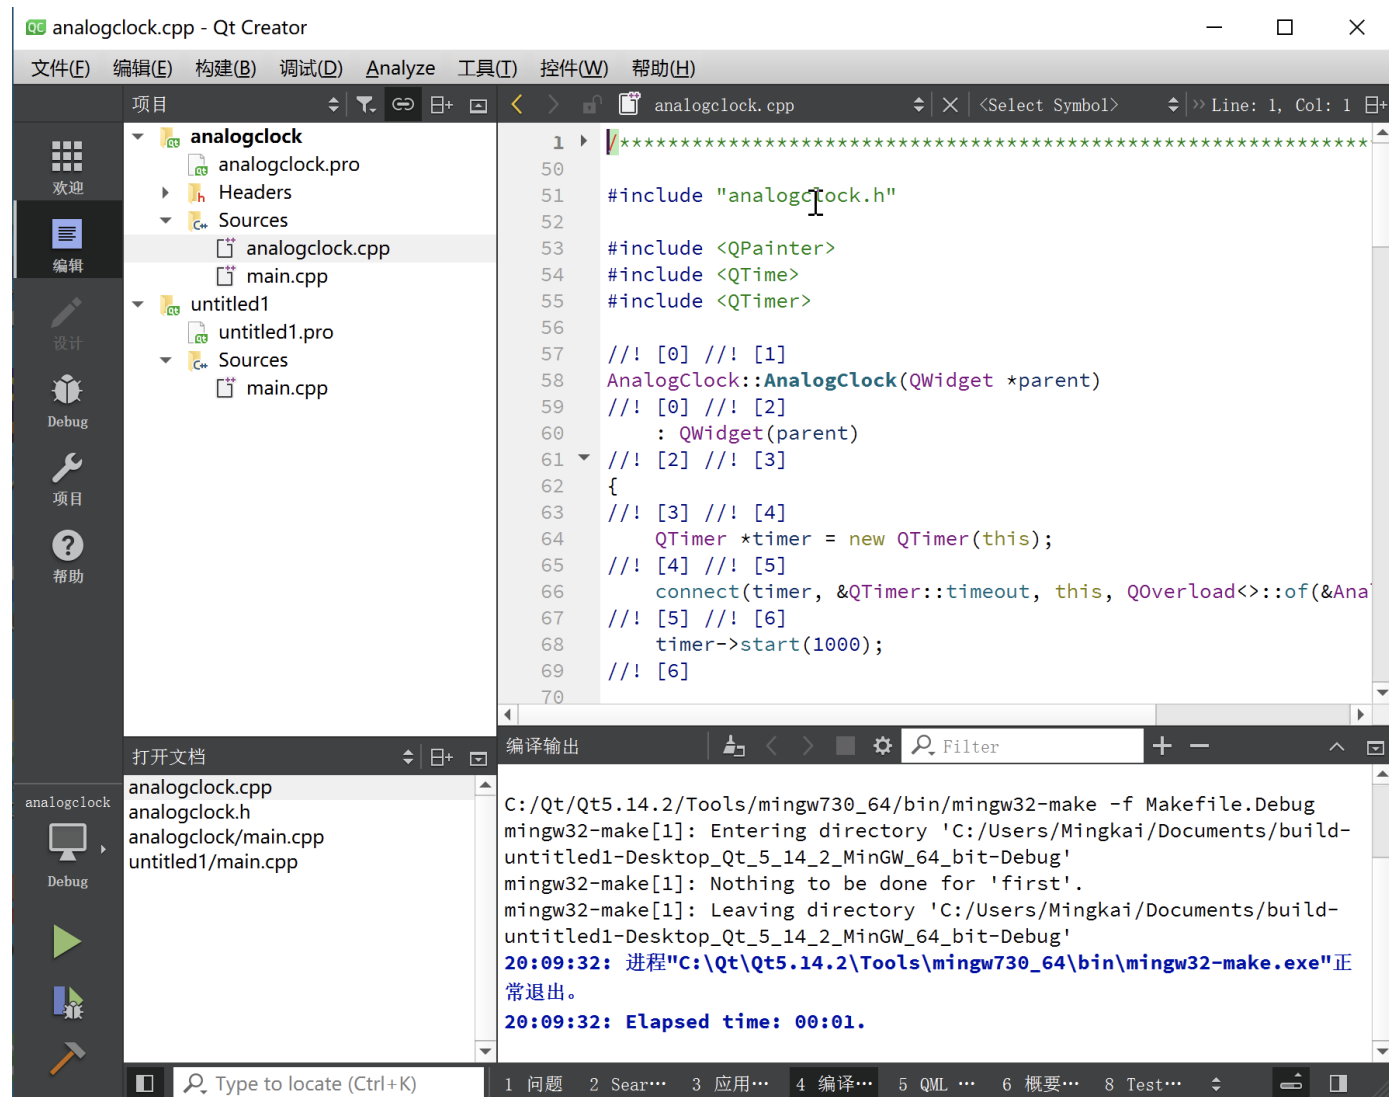 QC analogclock.cpp - Qt Creator
文件(F) 编辑(E) 构建(B) 调试(D) Analyze 工具(T) 控件(W) 帮助(H)
项目
analogclock.cpp <Select Symbol> Line: 1, Col: 1
欢迎
编辑
设计
Debug
项目
帮助
analogclock
analogclock.pro
Headers
Sources
analogclock.cpp
main.cpp
untitled1
untitled1.pro
Sources
main.cpp
1 /***************************************************************
50
51 #include "analogclock.h"
52
53 #include <QPainter>
54 #include <QTime>
55 #include <QTimer>
56
57 //! [0] //! [1]
58 AnalogClock::AnalogClock(QWidget *parent)
59 //! [0] //! [2]
60 : QWidget(parent)
61 //! [2] //! [3]
62 {
63 //! [3] //! [4]
64 QTimer *timer = new QTimer(this);
65 //! [4] //! [5]
66 connect(timer, &QTimer::timeout, this, QOverload<>::of(&Ana
67 //! [5] //! [6]
68 timer->start(1000);
69 //! [6]
70
打开文档
analogclock.cpp
analogclock.h
analogclock/main.cpp
untitled1/main.cpp
analogclock
Debug
编译输出 Filter
C:/Qt/Qt5.14.2/Tools/mingw730_64/bin/mingw32-make -f Makefile.Debug
mingw32-make[1]: Entering directory 'C:/Users/Mingkai/Documents/build-
untitled1-Desktop_Qt_5_14_2_MinGW_64_bit-Debug'
mingw32-make[1]: Nothing to be done for 'first'.
mingw32-make[1]: Leaving directory 'C:/Users/Mingkai/Documents/build-
untitled1-Desktop_Qt_5_14_2_MinGW_64_bit-Debug'
20:09:32: 进程"C:\Qt\Qt5.14.2\Tools\mingw730_64\bin\mingw32-make.exe"正
常退出。
20:09:32: Elapsed time: 00:01.
Type to locate (Ctrl+K)
1 问题 2 Sear… 3 应用… 4 编译… 5 QML … 6 概要… 8 Test…